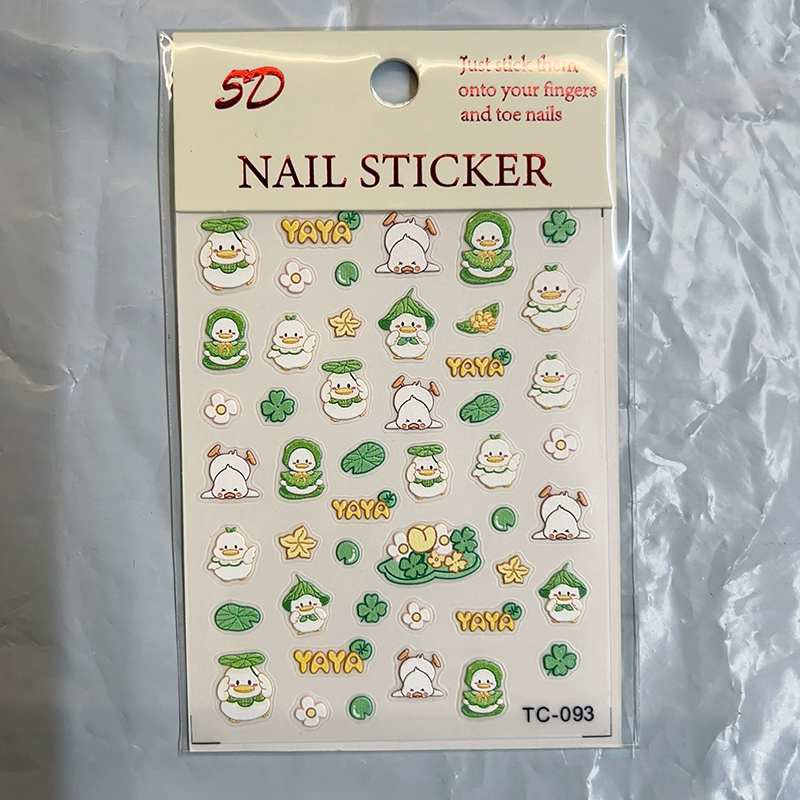 5D
Just stick them
onto your fingers
and toe nails
NAIL STICKER
YAYA
YAYA
YAYA
YAYA
YAYA
TC-093